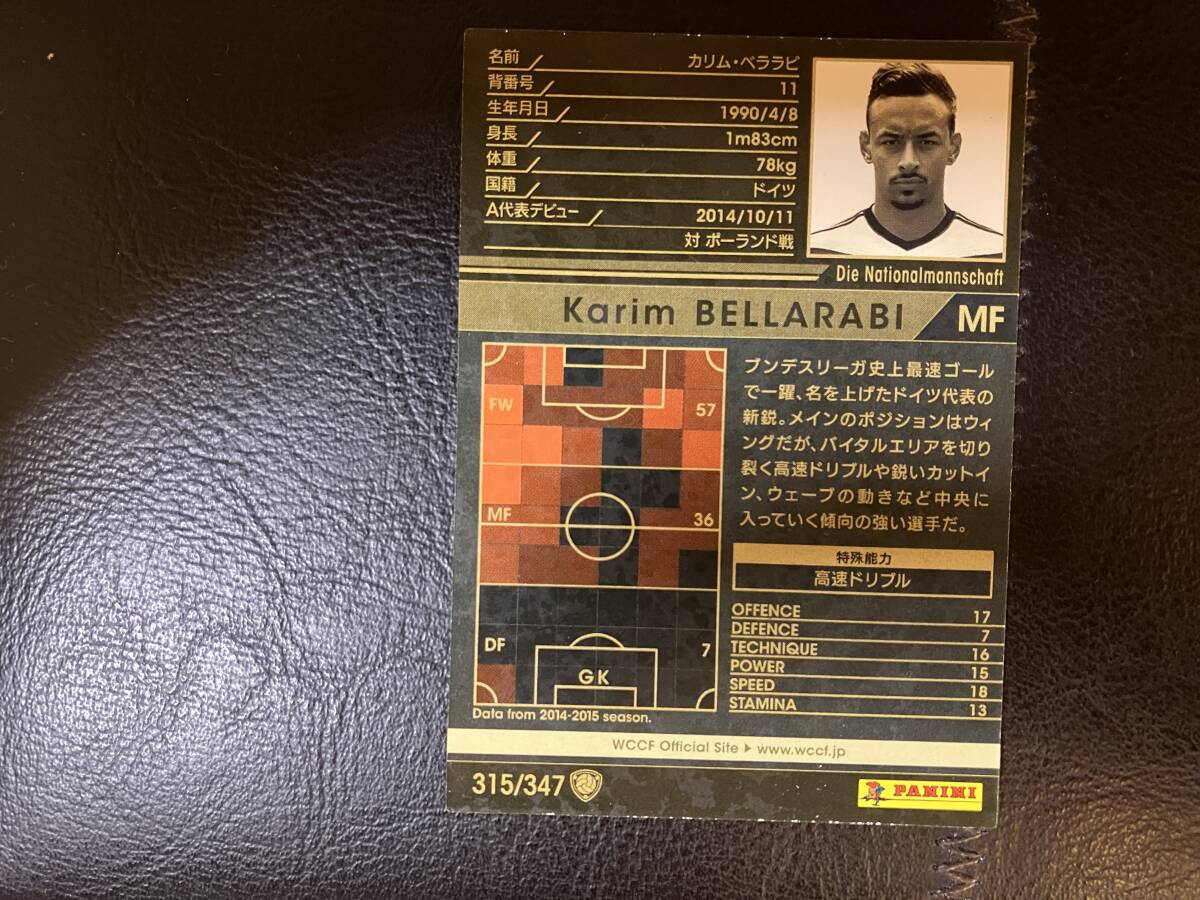 名前 カリム・ベララビ
背番号 11
生年月日 1990/4/8
身長 1m83cm
体重 78kg
国籍 ドイツ
A代表デビュー 2014/10/11
対 ポーランド戦
Die Nationalmannschaft
Karim BELLARABI MF
FW 57
MF 36
DF 7
GK
Data from 2014-2015 season.
ブンデスリーガ史上最速ゴール
で一躍、名を上げたドイツ代表の
新鋭。メインのポジションはウィ
ングだが、バイタルエリアを切り
裂く高速ドリブルや鋭いカットイ
ン、ウェーブの動きなど中央に
入っていく傾向の強い選手だ。
特殊能力
高速ドリブル
OFFENCE 17
DEFENCE 7
TECHNIQUE 16
POWER 15
SPEED 18
STAMINA 13
WCCF Official Site ▶ www.wccf.jp
315/347
PANINI